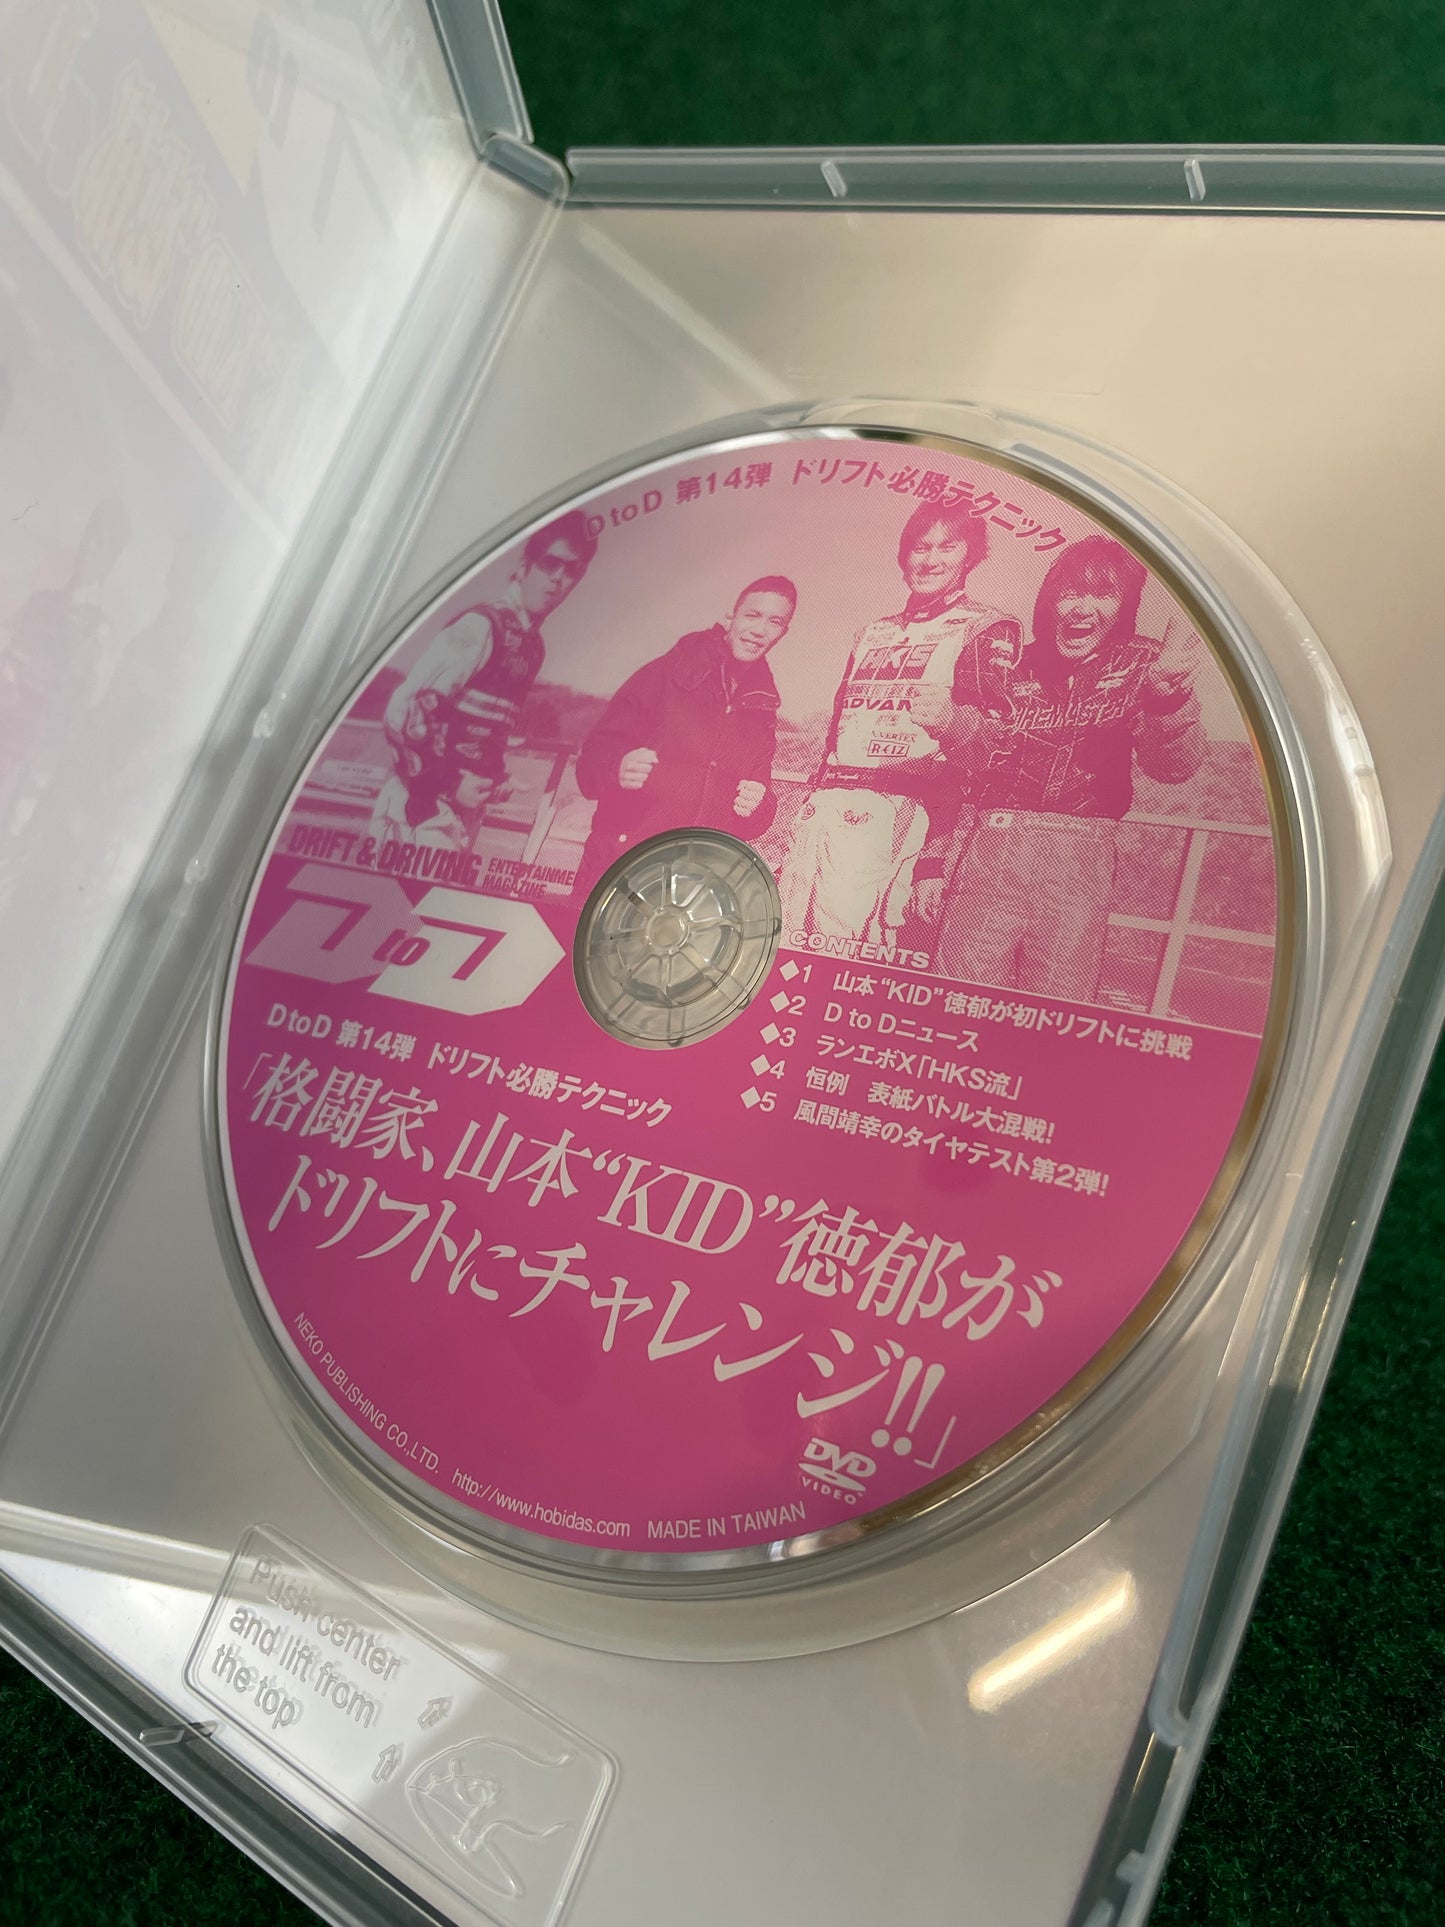 D to D 第14弾 ドリフト必勝テクニック
HKS
ADVAN
VERTEX
REIZ
DRIFT & DRIVING ENTERTAINME
MAGAZINE
D to D
CONTENTS
◆1 山本“KID”徳郁が初ドリフトに挑戦
◆2 D to Dニュース
◆3 ランエボX「HKS流」
◆4 恒例 表紙バトル大混戦!
◆5 風間靖幸のタイヤテスト第2弾!
D to D 第14弾 ドリフト必勝テクニック
「格闘家、山本“KID”徳郁が
ドリフトにチャレンジ!!」
DVD
VIDEO
NEKO PUBLISHING CO.,LTD. http://www.hobidas.com MADE IN TAIWAN
Push center
and lift from
the top